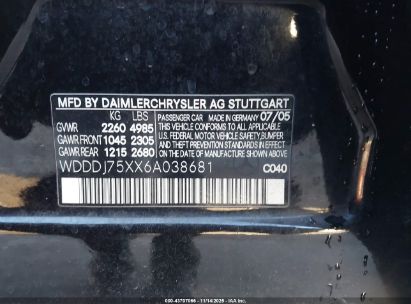 MFD BY DAIMLERCHRYSLER AG STUTTGART
KG LBS PASSENGER CAR MADE IN GERMANY 07/05
GVWR 2260 4985 THIS VEHICLE CONFORMS TO ALL APPLICABLE
GAWR FRONT 1045 2305 U.S. FEDERAL MOTOR VEHICLE SAFETY, BUMPER
GAWR REAR 1215 2680 AND THEFT PREVENTION STANDARDS IN EFFECT
ON THE DATE OF MANUFACTURE SHOWN ABOVE
WDDDJ75XX6A038681 C040